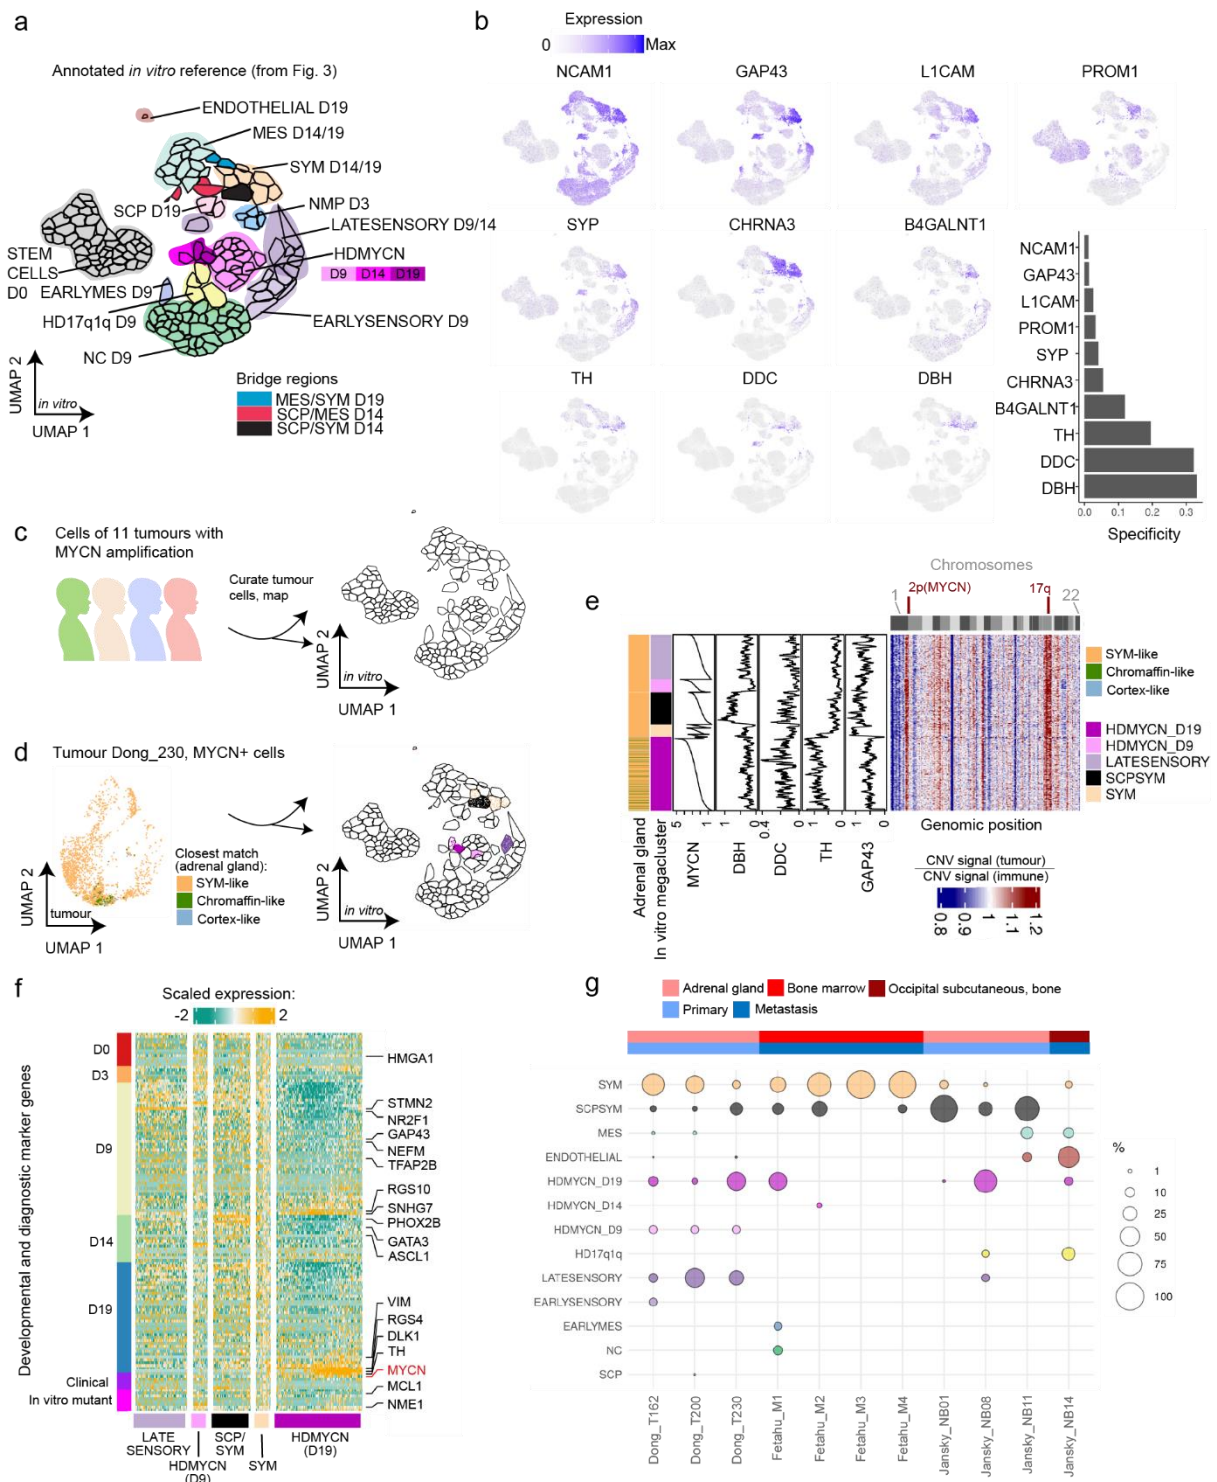 a
Annotated in vitro reference (from Fig. 3)
ENDOTHELIAL D19
MES D14/19
SYM D14/19
SCP D19
NMP D3
LATESENSORY D9/14
STEM
CELLS
D0
HDMYCN
D9 D14 D19
EARLYMES D9
HD17q1q D9
EARLYSENSORY D9
NC D9
UMAP 2
in vitro
UMAP 1
Bridge regions
MES/SYM D19
SCP/MES D14
SCP/SYM D14
b
Expression
0 Max
NCAM1 GAP43 L1CAM PROM1
SYP CHRNA3 B4GALNT1
TH DDC DBH
NCAM1
GAP43
L1CAM
PROM1
SYP
CHRNA3
B4GALNT1
TH
DDC
DBH
0.0 0.1 0.2 0.3
Specificity
c
Cells of 11 tumours with
MYCN amplification
Curate tumour
cells, map
UMAP 2
in vitro
UMAP 1
d
Tumour Dong_230, MYCN+ cells
Closest match
(adrenal gland):
SYM-like
Chromaffin-like
Cortex-like
UMAP 2
tumour
UMAP 1
UMAP 2
in vitro
UMAP 1
e
Chromosomes
1 2p(MYCN) 17q 22
SYM-like
Chromaffin-like
Cortex-like
HDMYCN_D19
HDMYCN_D9
LATESENSORY
SCPSYM
SYM
Adrenal gland
In vitro megacluster
5 1
MYCN
1 0
DBH
0.4 0
DDC
1 0
TH
1 0
GAP43
Genomic position
CNV signal (tumour)
CNV signal (immune)
0.8 0.9 1 1.1 1.2
f
Scaled expression:
-2 2
Developmental and diagnostic marker genes
D0
D3
D9
D14
D19
Clinical
In vitro mutant
HMGA1
STMN2
NR2F1
GAP43
NEFM
TFAP2B
RGS10
SNHG7
PHOX2B
GATA3
ASCL1
VIM
RGS4
DLK1
TH
MYCN
MCL1
NME1
LATE
SENSORY
HDMYCN
(D9)
SCP/
SYM
SYM
HDMYCN
(D19)
g
Adrenal gland Bone marrow Occipital subcutaneous, bone
Primary Metastasis
SYM
SCPSYM
MES
ENDOTHELIAL
HDMYCN_D19
HDMYCN_D14
HDMYCN_D9
HD17q1q
LATESENSORY
EARLYSENSORY
EARLYMES
NC
SCP
%
1
10
25
50
75
100
Dong_T162
Dong_T200
Dong_T230
Fetahu_M1
Fetahu_M2
Fetahu_M3
Fetahu_M4
Jansky_NB01
Jansky_NB08
Jansky_NB11
Jansky_NB14